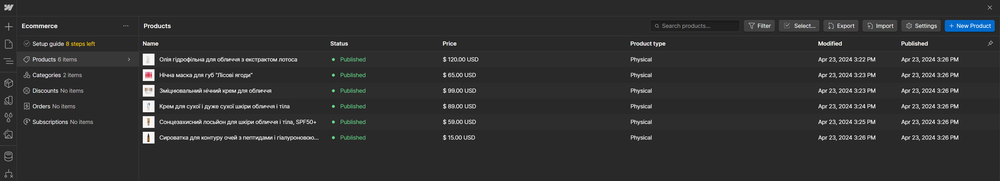 Ecommerce
Products
Search products...
Filter
Select...
Export
Import
Settings
+ New Product
Setup guide 8 steps left
Products 6 items
Categories 2 items
Discounts No items
Orders No items
Subscriptions No items
Name Status Price Product type Modified Published
Олія гідрофільна для обличчя з екстрактом лотоса Published $ 120.00 USD Physical Apr 23, 2024 3:22 PM Apr 23, 2024 3:26 PM
Нічна маска для губ "Лісові ягоди" Published $ 65.00 USD Physical Apr 23, 2024 3:23 PM Apr 23, 2024 3:26 PM
Зміцнювальний нічний крем для обличчя Published $ 99.00 USD Physical Apr 23, 2024 3:23 PM Apr 23, 2024 3:26 PM
Крем для сухої і дуже сухої шкіри обличчя і тіла Published $ 89.00 USD Physical Apr 23, 2024 3:24 PM Apr 23, 2024 3:26 PM
Сонцезахисний лосьйон для шкіри обличчя і тіла, SPF50+ Published $ 59.00 USD Physical Apr 23, 2024 3:25 PM Apr 23, 2024 3:26 PM
Сироватка для контуру очей з пептидами і гіалуроновою... Published $ 15.00 USD Physical Apr 23, 2024 3:26 PM Apr 23, 2024 3:26 PM